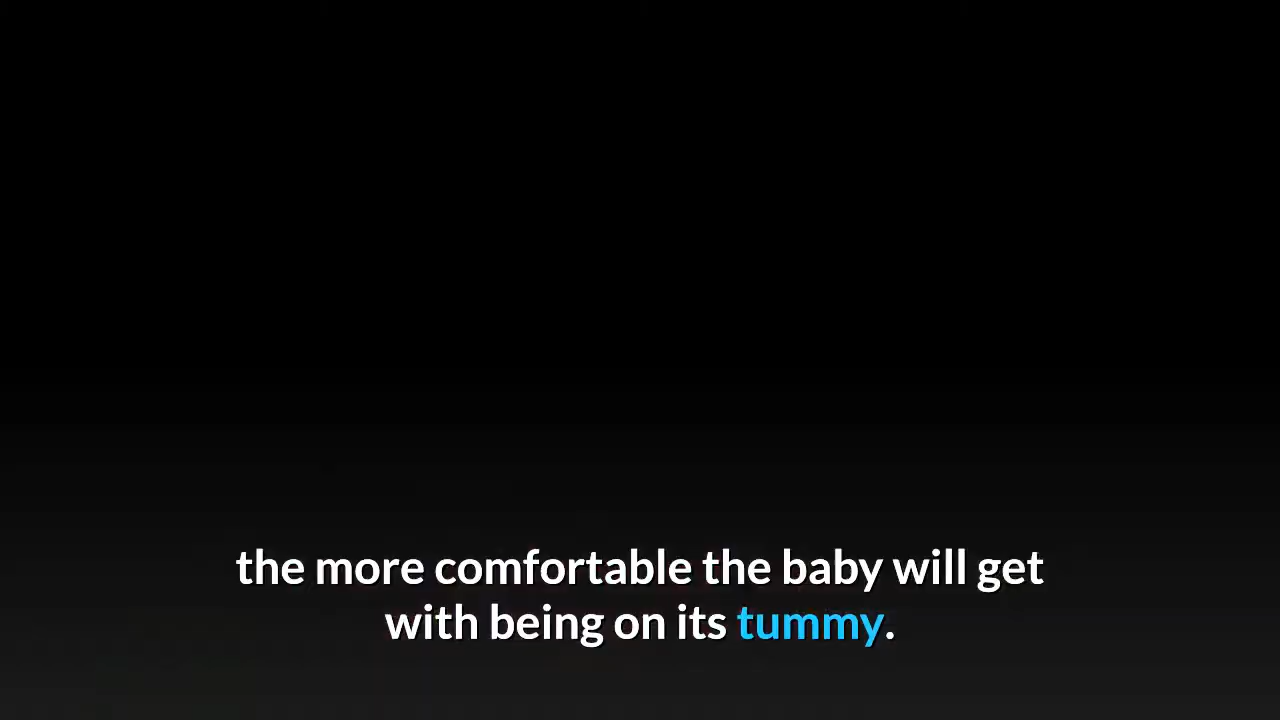 the more comfortable the baby will get
with being on its tummy.